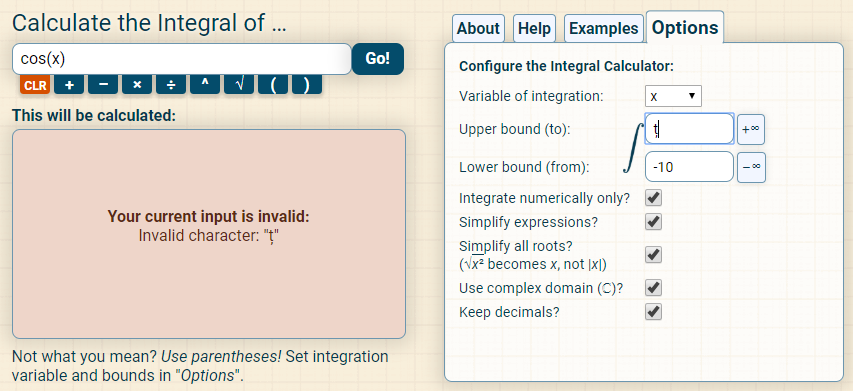 Calculate the Integral of ...
cos(x)
Go!
CLR + − × ÷ ^ √ ( )
This will be calculated:
Your current input is invalid:
Invalid character: "ţ"
Not what you mean? Use parentheses! Set integration
variable and bounds in "Options".
About Help Examples Options
Configure the Integral Calculator:
Variable of integration: x
Upper bound (to): ţ +∞
∫
Lower bound (from): -10 −∞
Integrate numerically only?
Simplify expressions?
Simplify all roots?
(√x² becomes x, not |x|)
Use complex domain (ℂ)?
Keep decimals?